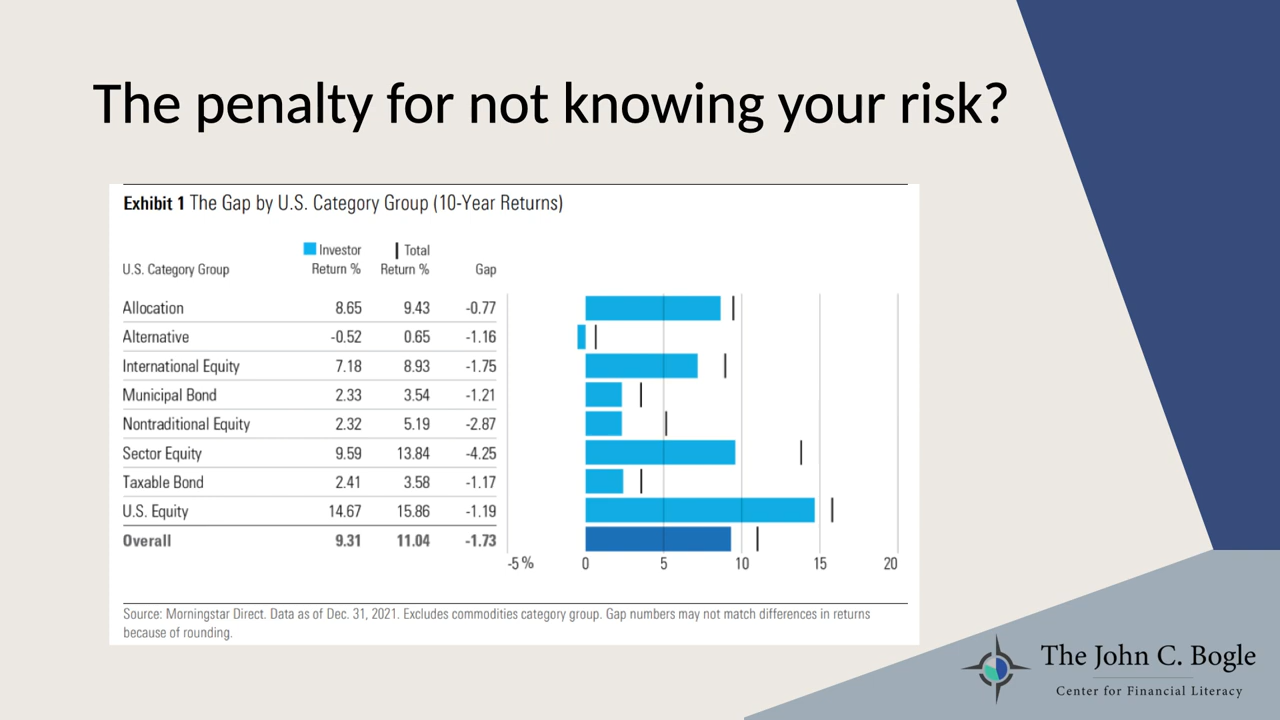 The penalty for not knowing your risk?
Exhibit 1 The Gap by U.S. Category Group (10-Year Returns)
U.S. Category Group Investor Return % Total Return % Gap
Allocation 8.65 9.43 -0.77
Alternative -0.52 0.65 -1.16
International Equity 7.18 8.93 -1.75
Municipal Bond 2.33 3.54 -1.21
Nontraditional Equity 2.32 5.19 -2.87
Sector Equity 9.59 13.84 -4.25
Taxable Bond 2.41 3.58 -1.17
U.S. Equity 14.67 15.86 -1.19
Overall 9.31 11.04 -1.73
-5 % 0 5 10 15 20
Source: Morningstar Direct. Data as of Dec. 31, 2021. Excludes commodities category group. Gap numbers may not match differences in returns
because of rounding.
The John C. Bogle
Center for Financial Literacy